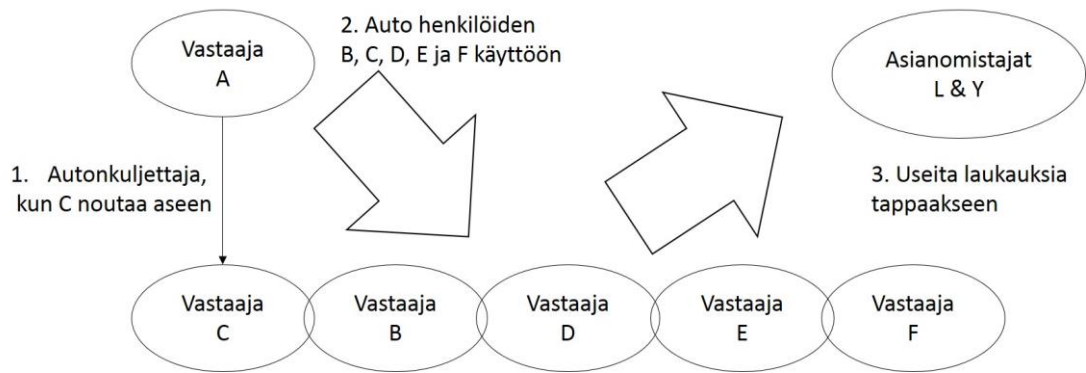 Vastaaja
A
2. Auto henkilöiden
B, C, D, E ja F käyttöön
Asianomistajat
L & Y
1. Autonkuljettaja,
kun C noutaa aseen
3. Useita laukauksia
tappaakseen
Vastaaja
C
Vastaaja
B
Vastaaja
D
Vastaaja
E
Vastaaja
F